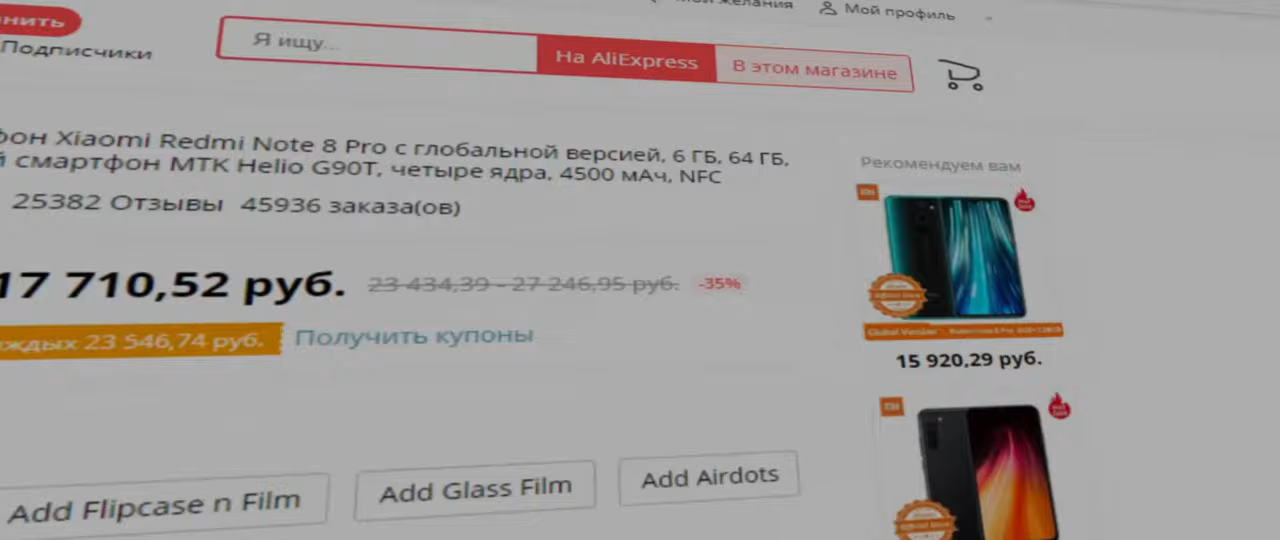 Мой профиль
Подписчики
Я ищу...
На AliExpress
В этом магазине
Xiaomi Redmi Note 8 Pro с глобальной версией, 6 ГБ, 64 ГБ,
смартфон МТК Helio G90T, четыре ядра, 4500 мАч, NFC
25382 Отзывы 45936 заказа(ов)
17 710,52 руб. 23 434,39 - 27 246,95 руб. -35%
23 546,74 руб. Получить купоны
Add Flipcase n Film
Add Glass Film
Add Airdots
Рекомендуем вам
Global Version
15 920,29 руб.